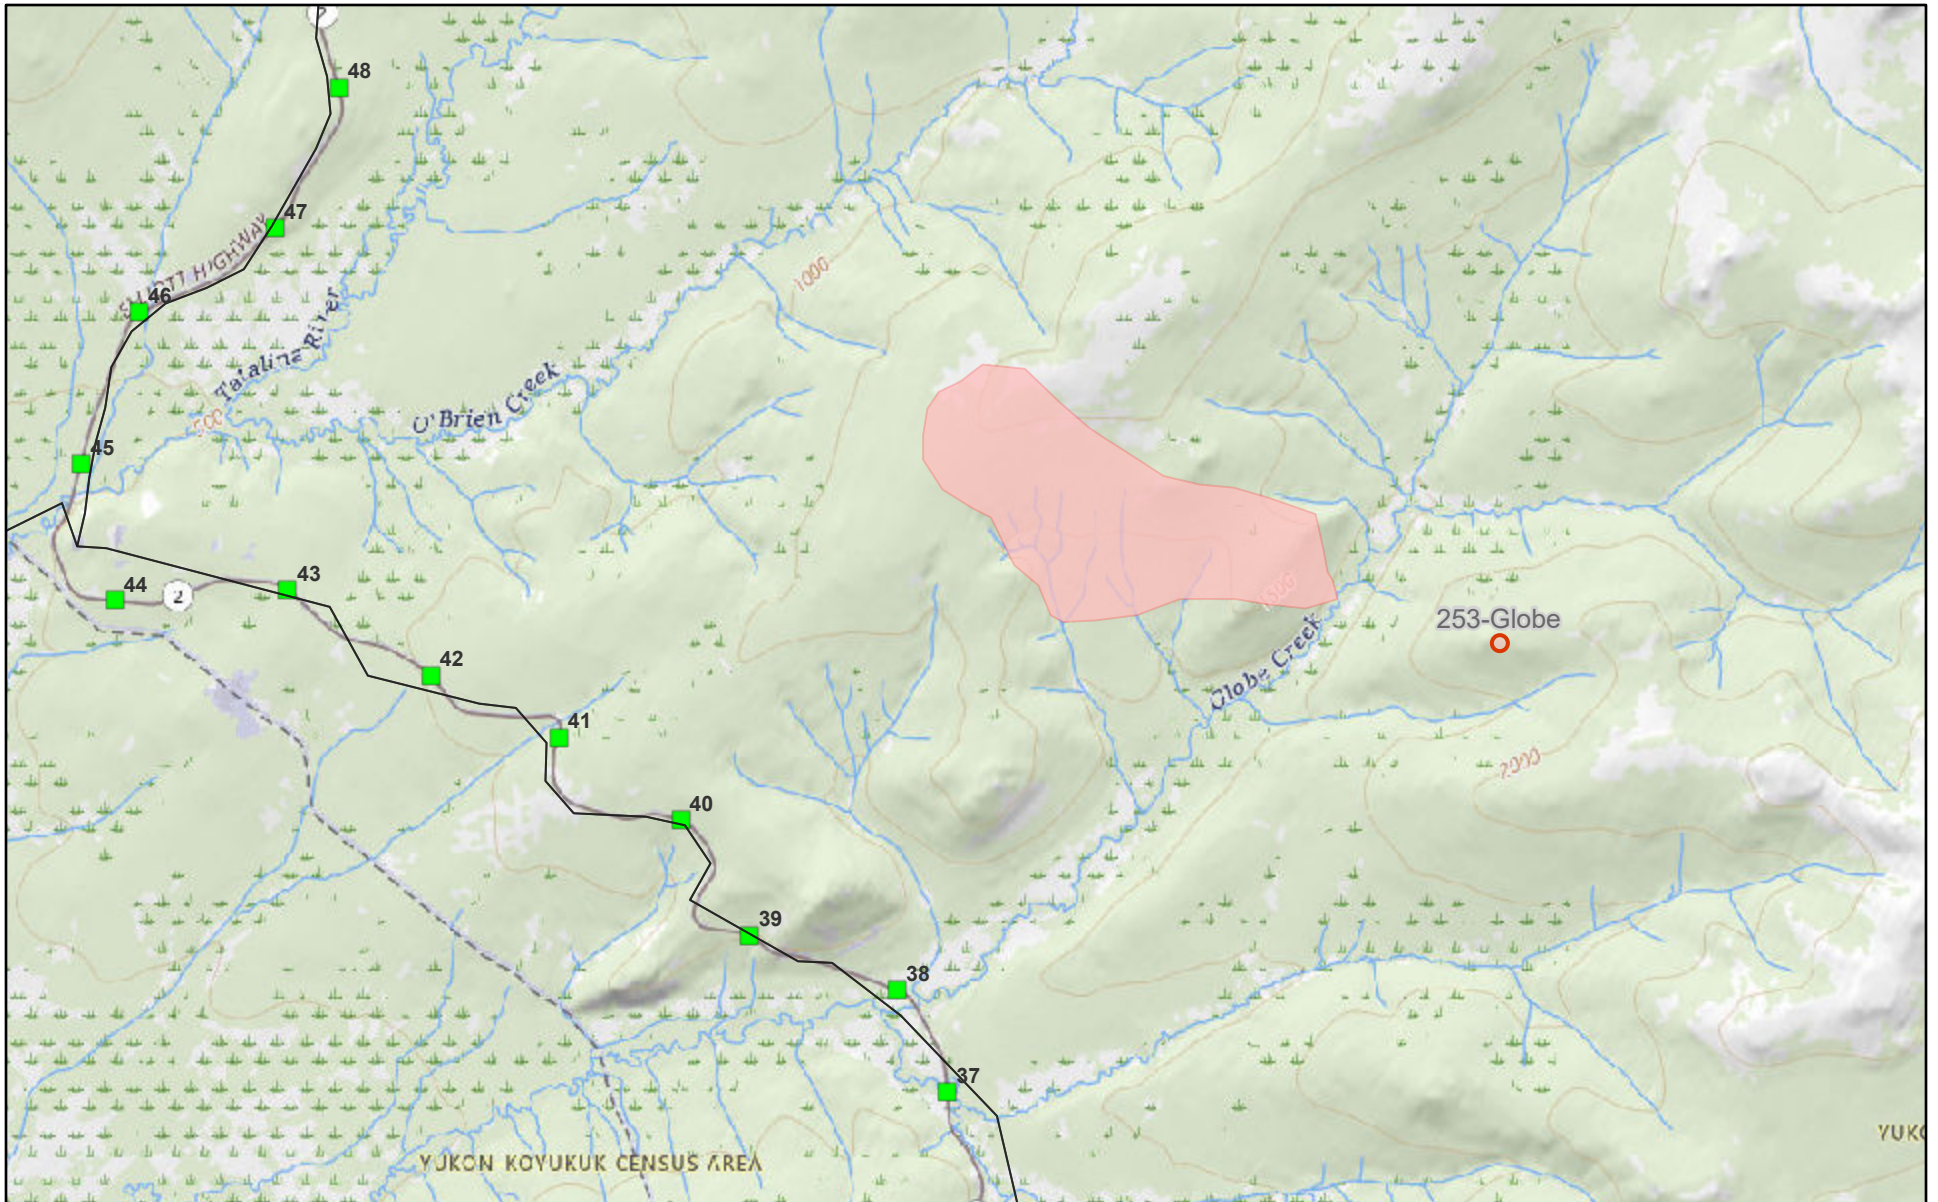 2
48
47
ELLIOTT HIGHWAY
46
Tatalina River
1000
O'Brien Creek
500
45
44
2
43
42
41
40
39
38
37
1500
253-Globe
Globe Creek
2000
YUKON KOYUKUK CENSUS AREA
YUKO